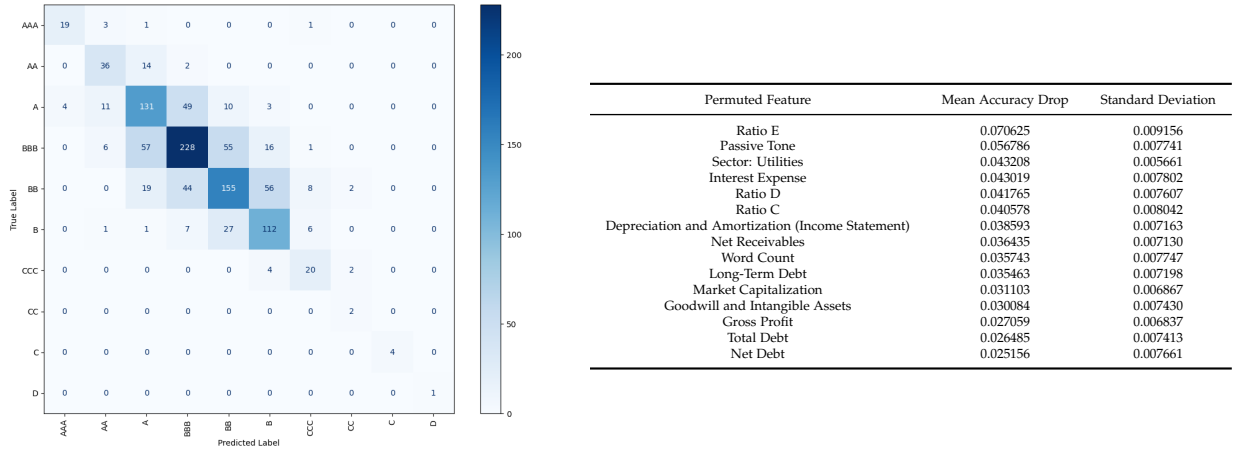 AAA 19 3 1 0 0 0 1 0 0 0
AA 0 36 14 2 0 0 0 0 0 0
A 4 11 131 49 10 3 0 0 0 0
BBB 0 6 57 228 55 16 1 0 0 0
BB 0 0 19 44 155 56 8 2 0 0
B 0 1 1 7 27 112 6 0 0 0
CCC 0 0 0 0 0 4 20 2 0 0
CC 0 0 0 0 0 0 0 2 0 0
C 0 0 0 0 0 0 0 0 4 0
D 0 0 0 0 0 0 0 0 0 1
True Label
AAA AA A BBB BB B CCC CC C D
Predicted Label
200
150
100
50
0
Permuted Feature Mean Accuracy Drop Standard Deviation
Ratio E 0.070625 0.009156
Passive Tone 0.056786 0.007741
Sector: Utilities 0.043208 0.005661
Interest Expense 0.043019 0.007802
Ratio D 0.041765 0.007607
Ratio C 0.040578 0.008042
Depreciation and Amortization (Income Statement) 0.038593 0.007163
Net Receivables 0.036435 0.007130
Word Count 0.035743 0.007747
Long-Term Debt 0.035463 0.007198
Market Capitalization 0.031103 0.006867
Goodwill and Intangible Assets 0.030084 0.007430
Gross Profit 0.027059 0.006837
Total Debt 0.026485 0.007413
Net Debt 0.025156 0.007661